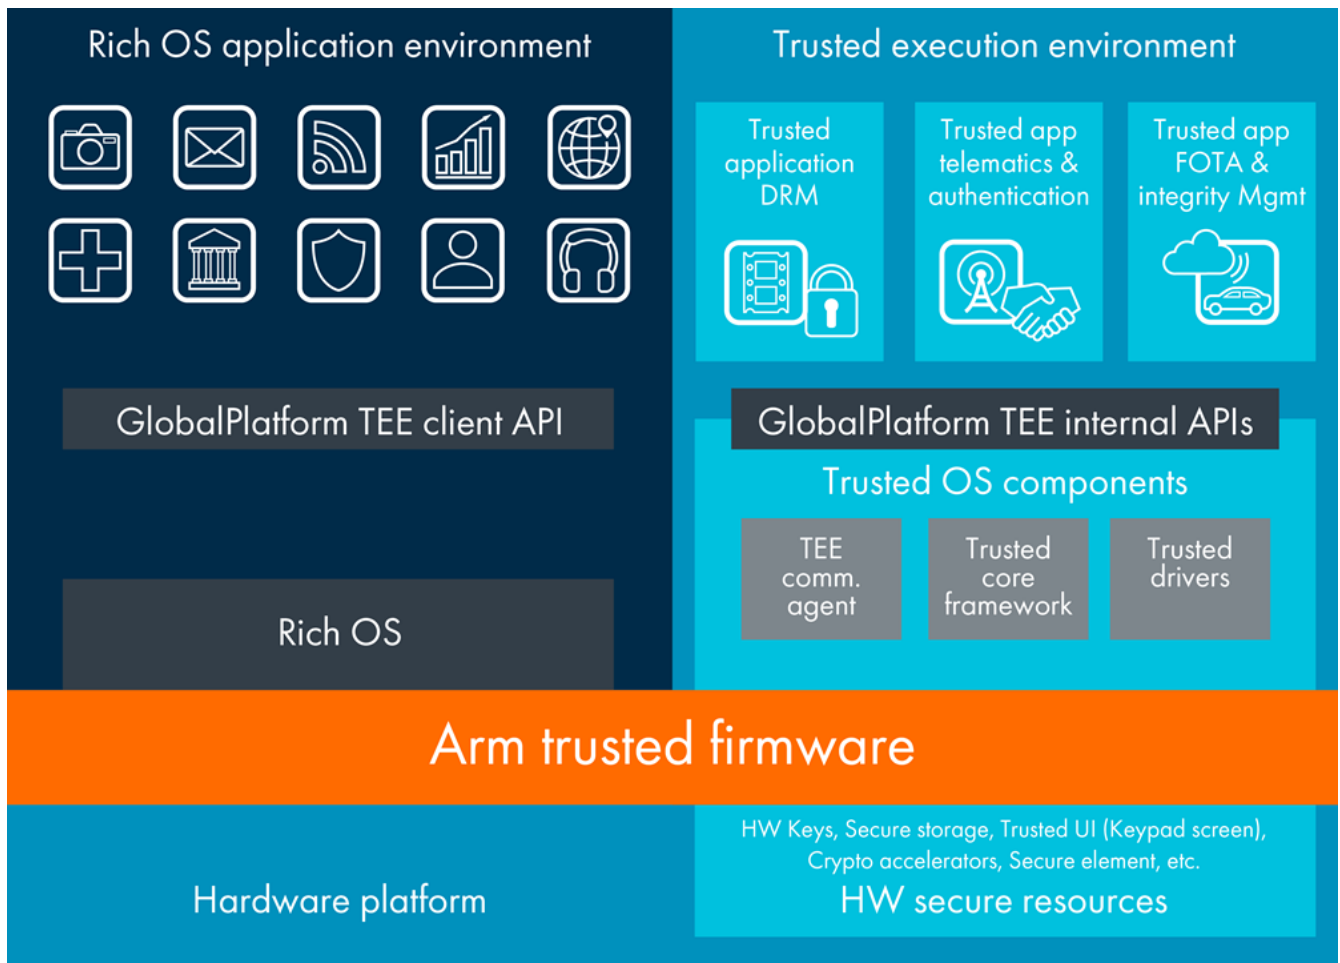 Rich OS application environment
Trusted execution environment
Trusted
application
DRM
Trusted app
telematics &
authentication
Trusted app
FOTA &
integrity Mgmt
GlobalPlatform TEE client API
GlobalPlatform TEE internal APIs
Trusted OS components
TEE
comm.
agent
Trusted
core
framework
Trusted
drivers
Rich OS
Arm trusted firmware
HW Keys, Secure storage, Trusted UI (Keypad screen),
Crypto accelerators, Secure element, etc.
Hardware platform
HW secure resources